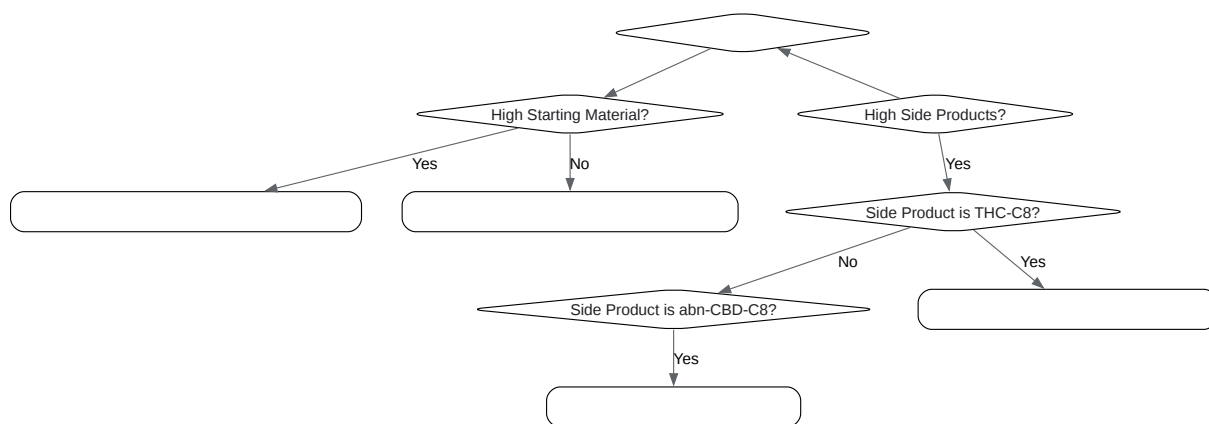 High Starting Material?
High Side Products?
Yes
No
Yes
Side Product is THC-C8?
No
Yes
Side Product is abn-CBD-C8?
Yes